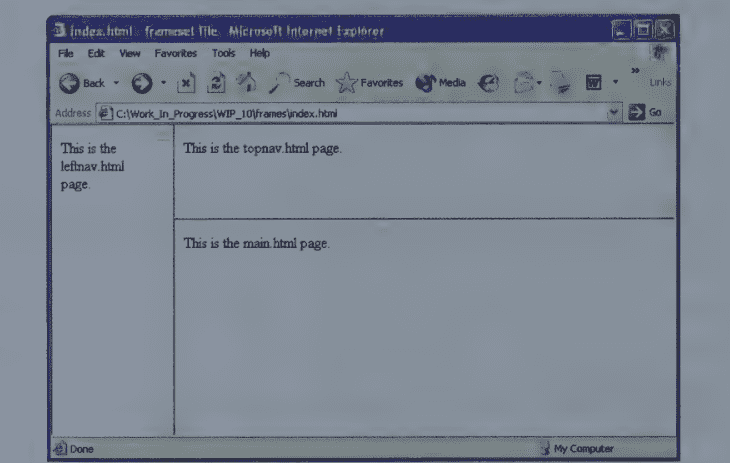 index.html - frameset file - Microsoft Internet Explorer
File Edit View Favorites Tools Help
Back Search Favorites Media W » Links
Address C:\Work_In_Progress\WIP_10\frames\index.html Go
This is the
leftnav.html
page.
This is the topnav.html page.
This is the main.html page.
Done My Computer